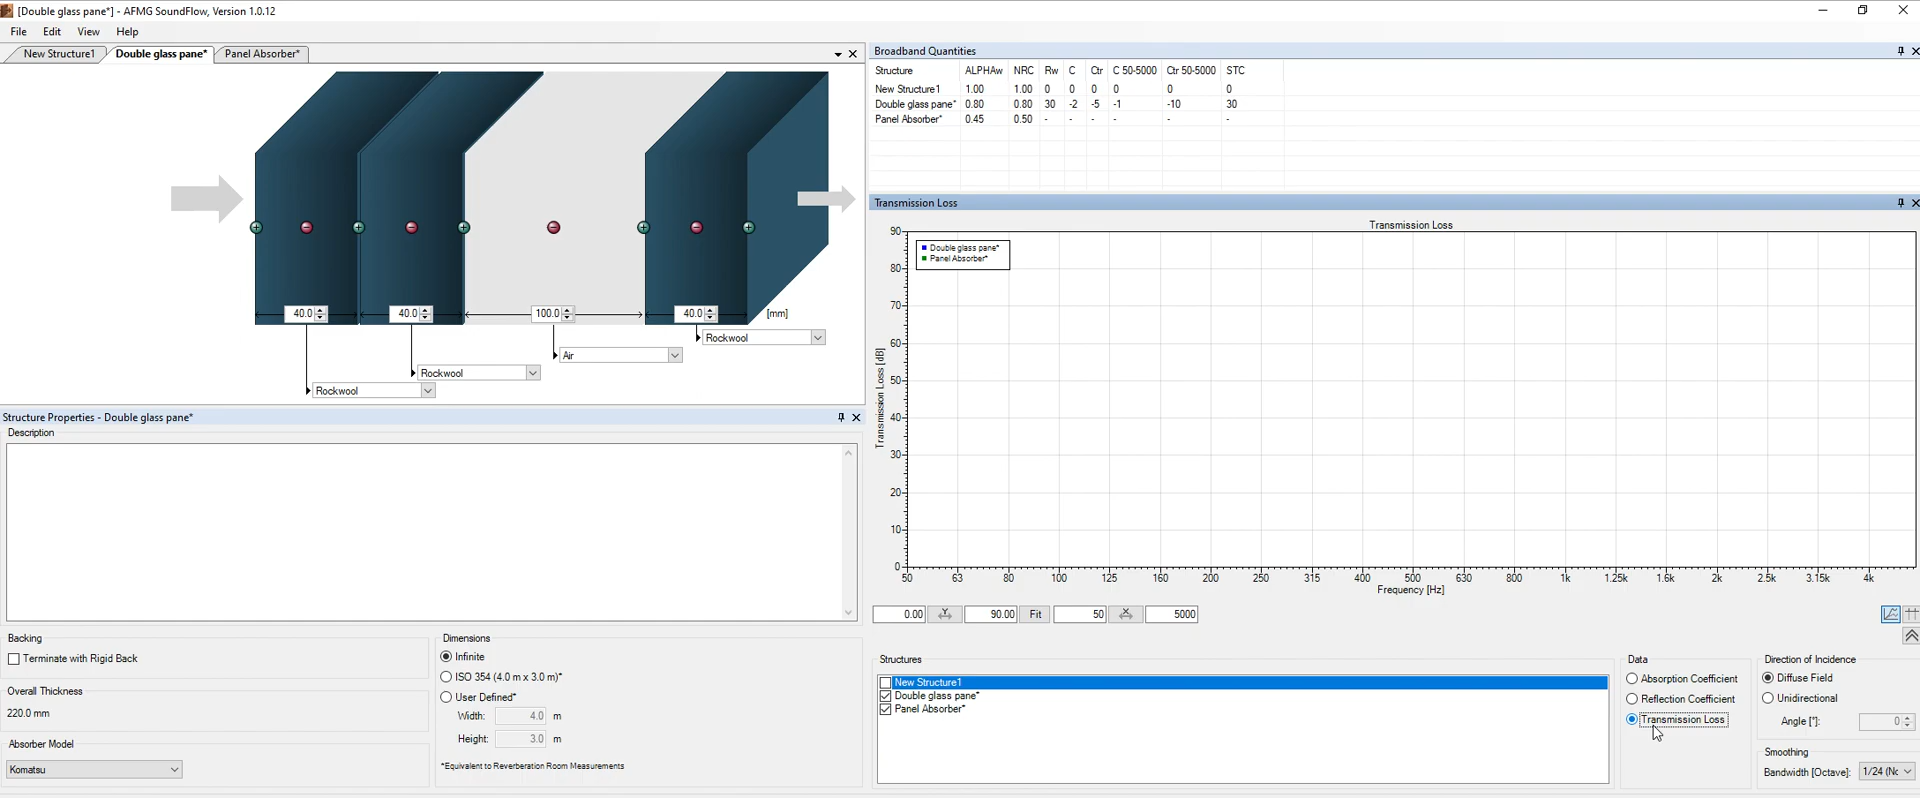 [Double glass pane*] - AFMG SoundFlow, Version 1.0.12
File Edit View Help
New Structure1 Double glass pane* Panel Absorber*
40.0 40.0 100.0 40.0 [mm]
Rockwool
Air
Rockwool
Rockwool
Structure Properties - Double glass pane*
Description
Backing
Terminate with Rigid Back
Overall Thickness
220.0 mm
Absorber Model
Komatsu
Dimensions
Infinite
ISO 354 (4.0 m x 3.0 m)*
User Defined*
Width: 4.0 m
Height: 3.0 m
*Equivalent to Reverberation Room Measurements
Broadband Quantities
Structure ALPHAw NRC Rw C Ctr C 50-5000 Ctr 50-5000 STC
New Structure1 1.00 1.00 0 0 0 0 0 0
Double glass pane* 0.80 0.80 30 -2 -5 -1 -10 30
Panel Absorber* 0.45 0.50 - - - - - -
Transmission Loss
Transmission Loss
Double glass pane*
Panel Absorber*
90
80
70
60
50
40
30
20
10
0
Transmission Loss [dB]
50 63 80 100 125 160 200 250 315 400 500 630 800 1k 1.25k 1.6k 2k 2.5k 3.15k 4k
Frequency [Hz]
0.00 Y 90.00 Fit 50 X 5000
Structures
New Structure1
Double glass pane*
Panel Absorber*
Data
Absorption Coefficient
Reflection Coefficient
Transmission Loss
Direction of Incidence
Diffuse Field
Unidirectional
Angle [°]: 0
Smoothing
Bandwidth [Octave]: 1/24 (Nc